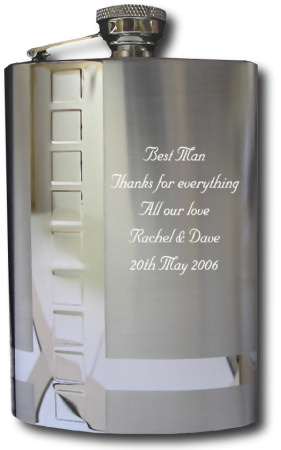 Best Man
Thanks for everything
All our love
Rachel & Dave
20th May 2006